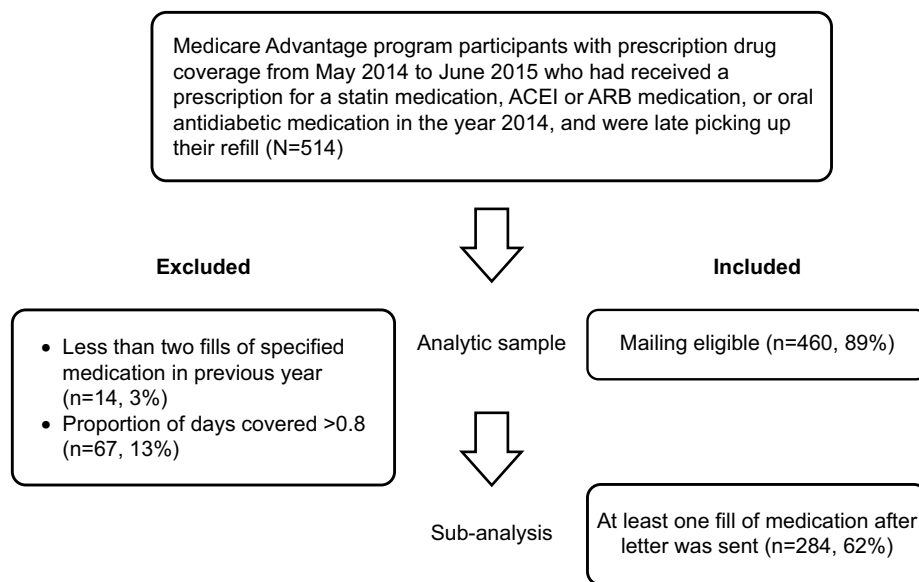 Medicare Advantage program participants with prescription drug
coverage from May 2014 to June 2015 who had received a
prescription for a statin medication, ACEI or ARB medication, or oral
antidiabetic medication in the year 2014, and were late picking up
their refill (N=514)
Excluded
Included
• Less than two fills of specified
medication in previous year
(n=14, 3%)
• Proportion of days covered >0.8
(n=67, 13%)
Analytic sample
Mailing eligible (n=460, 89%)
Sub-analysis
At least one fill of medication after
letter was sent (n=284, 62%)